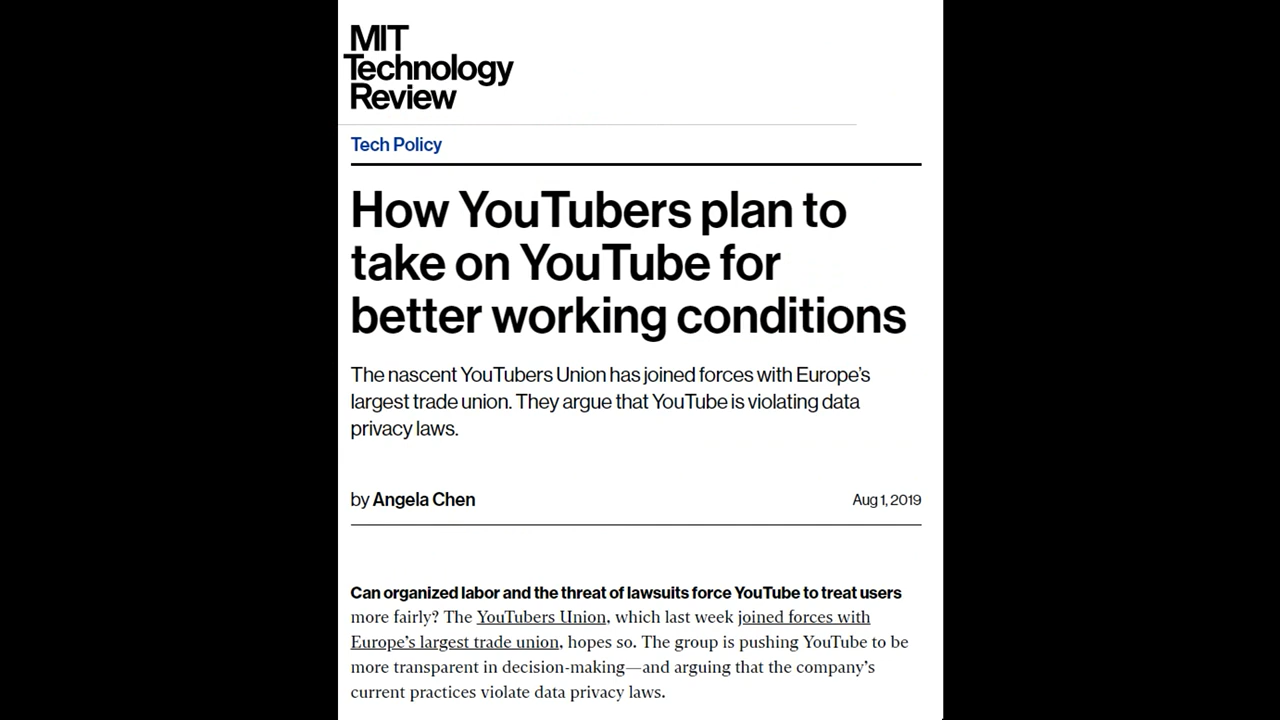 MIT
Technology
Review
Tech Policy
How YouTubers plan to
take on YouTube for
better working conditions
The nascent YouTubers Union has joined forces with Europe’s
largest trade union. They argue that YouTube is violating data
privacy laws.
by Angela Chen
Aug 1, 2019
Can organized labor and the threat of lawsuits force YouTube to treat users
more fairly? The YouTubers Union, which last week joined forces with
Europe’s largest trade union, hopes so. The group is pushing YouTube to be
more transparent in decision-making—and arguing that the company’s
current practices violate data privacy laws.